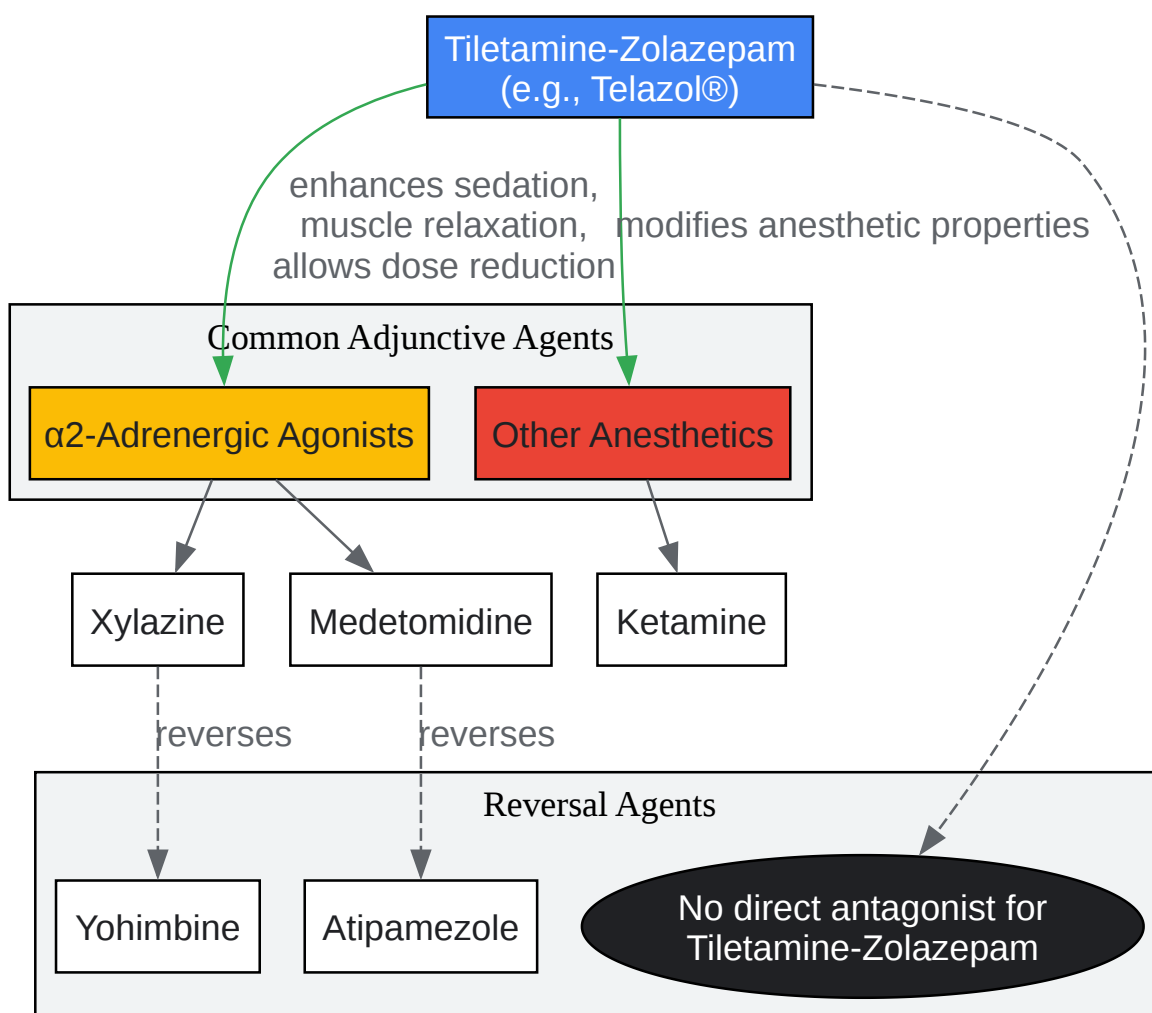 Tiletamine-Zolazepam
(e.g., Telazol®)
enhances sedation,
muscle relaxation,
allows dose reduction
modifies anesthetic properties
Common Adjunctive Agents
α2-Adrenergic Agonists
Other Anesthetics
Xylazine
Medetomidine
Ketamine
reverses
reverses
Reversal Agents
Yohimbine
Atipamezole
No direct antagonist for
Tiletamine-Zolazepam